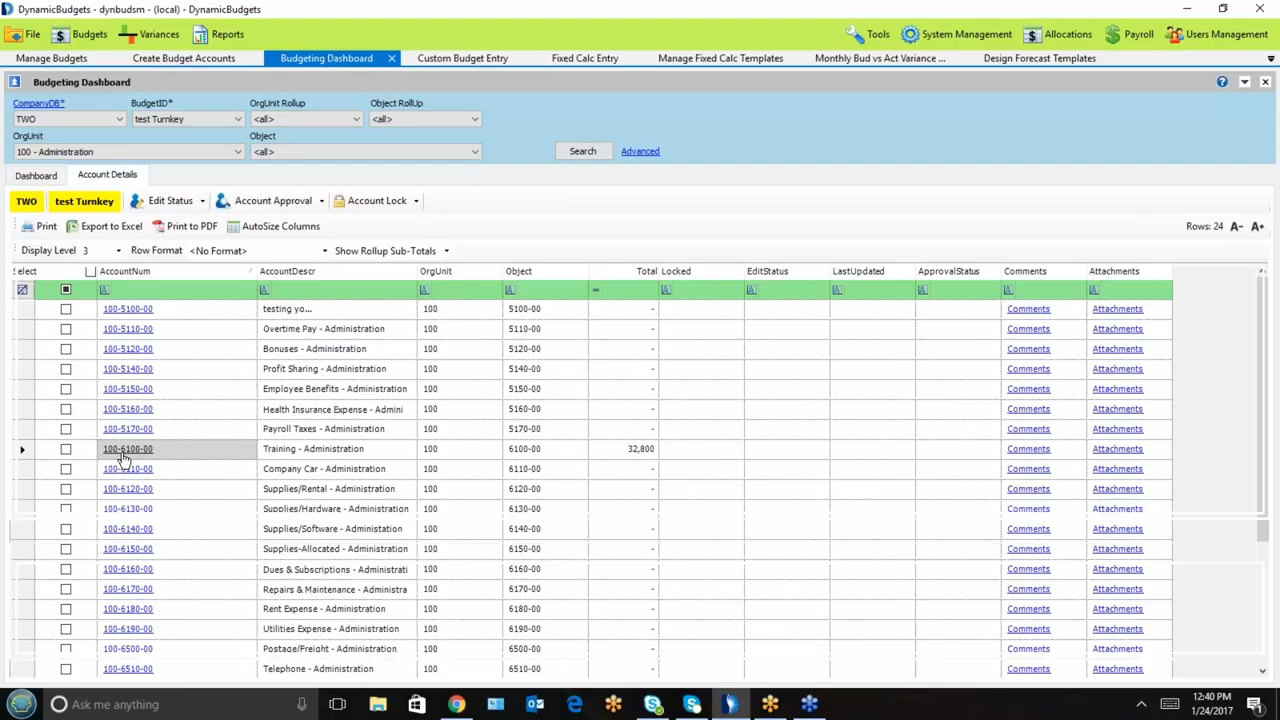 DynamicBudgets - dynbudsm - (local) - DynamicBudgets
File Budgets Variances Reports Tools System Management Allocations Payroll Users Management
Manage Budgets Create Budget Accounts Budgeting Dashboard Custom Budget Entry Fixed Calc Entry Manage Fixed Calc Templates Monthly Bud vs Act Variance ... Design Forecast Templates
Budgeting Dashboard
CompanyDB* BudgetID* OrgUnit Rollup Object RollUp
TWO test Turnkey <all> <all>
OrgUnit Object
100 - Administration <all> Search Advanced
Dashboard Account Details
TWO test Turnkey Edit Status Account Approval Account Lock
Print Export to Excel Print to PDF AutoSize Columns Rows: 24 A- A+
Display Level 3 Row Format <No Format> Show Rollup Sub-Totals
Select AccountNum AccountDescr OrgUnit Object Total Locked EditStatus LastUpdated ApprovalStatus Comments Attachments
100-5100-00 testing yo... 100 5100-00 - Comments Attachments
100-5110-00 Overtime Pay - Administration 100 5110-00 - Comments Attachments
100-5120-00 Bonuses - Administration 100 5120-00 - Comments Attachments
100-5140-00 Profit Sharing - Administration 100 5140-00 - Comments Attachments
100-5150-00 Employee Benefits - Administration 100 5150-00 - Comments Attachments
100-5160-00 Health Insurance Expense - Admini 100 5160-00 - Comments Attachments
100-5170-00 Payroll Taxes - Administration 100 5170-00 - Comments Attachments
100-6100-00 Training - Administration 100 6100-00 32,800 Comments Attachments
100-6110-00 Company Car - Administration 100 6110-00 - Comments Attachments
100-6120-00 Supplies/Rental - Administration 100 6120-00 - Comments Attachments
100-6130-00 Supplies/Hardware - Administration 100 6130-00 - Comments Attachments
100-6140-00 Supplies/Software - Administation 100 6140-00 - Comments Attachments
100-6150-00 Supplies-Allocated - Administration 100 6150-00 - Comments Attachments
100-6160-00 Dues & Subscriptions - Administrati 100 6160-00 - Comments Attachments
100-6170-00 Repairs & Maintenance - Administra 100 6170-00 - Comments Attachments
100-6180-00 Rent Expense - Administration 100 6180-00 - Comments Attachments
100-6190-00 Utilities Expense - Administration 100 6190-00 - Comments Attachments
100-6500-00 Postage/Freight - Administration 100 6500-00 - Comments Attachments
100-6510-00 Telephone - Administration 100 6510-00 - Comments Attachments
Ask me anything 12:40 PM
1/24/2017